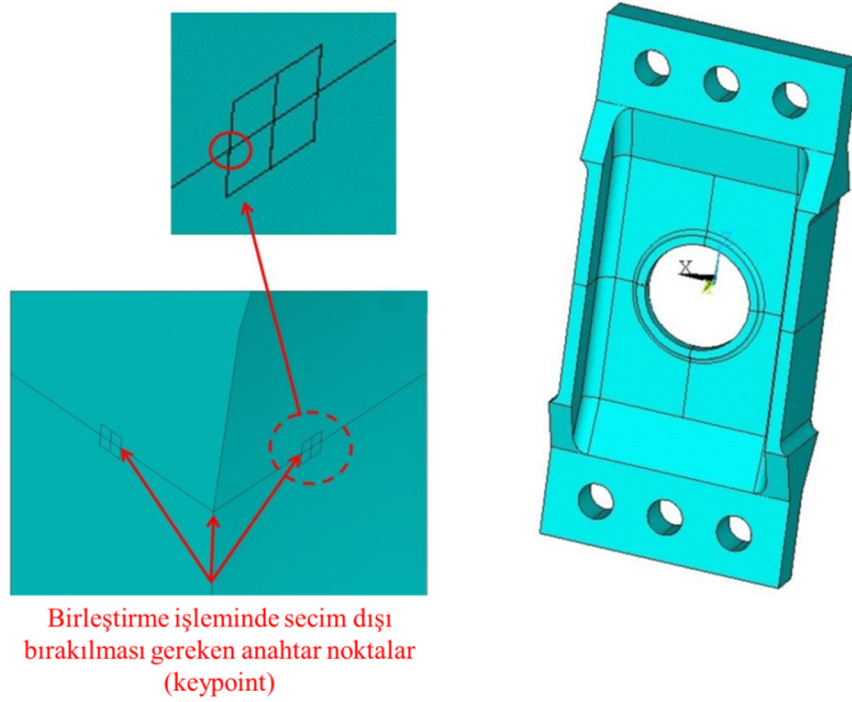 X
Z
Birleştirme işleminde secim dışı
bırakılması gereken anahtar noktalar
(keypoint)